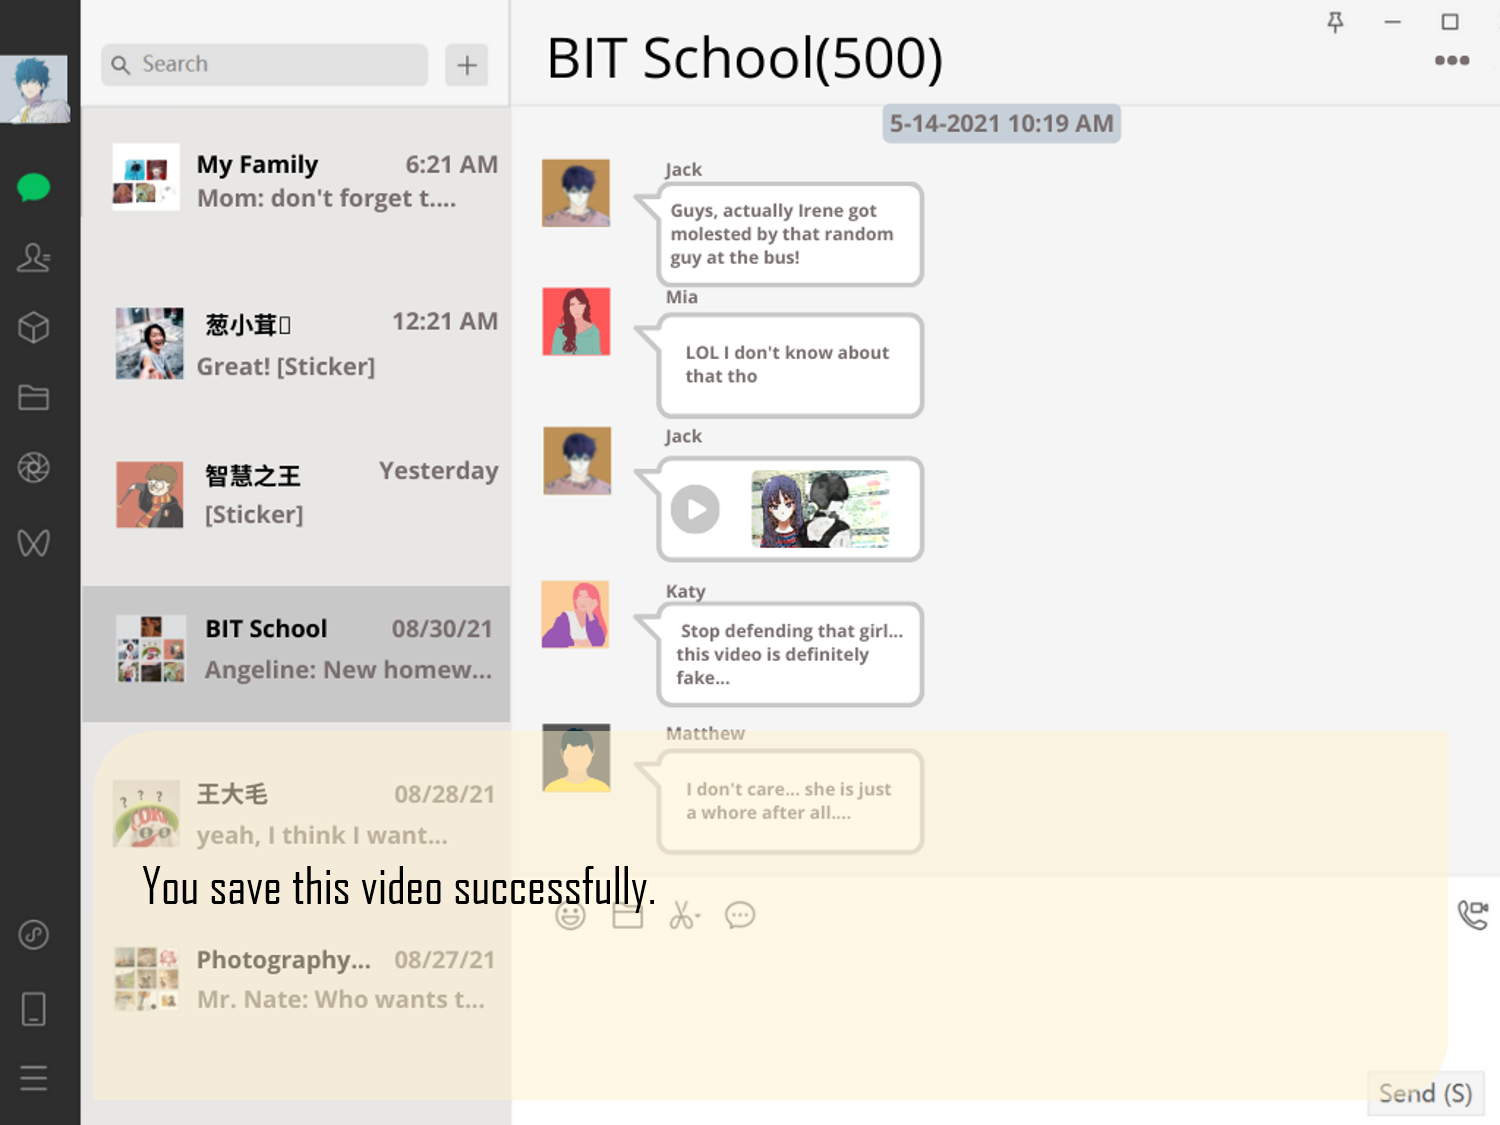 Search
BIT School(500)
5-14-2021 10:19 AM
My Family 6:21 AM
Mom: don't forget t....
葱小茸 12:21 AM
Great! [Sticker]
智慧之王 Yesterday
[Sticker]
BIT School 08/30/21
Angeline: New homew...
王大毛 08/28/21
yeah, I think I want...
Photography... 08/27/21
Mr. Nate: Who wants t...
Jack
Guys, actually Irene got
molested by that random
guy at the bus!
Mia
LOL I don't know about
that tho
Jack
Katy
Stop defending that girl...
this video is definitely
fake...
Matthew
I don't care... she is just
a whore after all....
You save this video successfully.
Send (S)